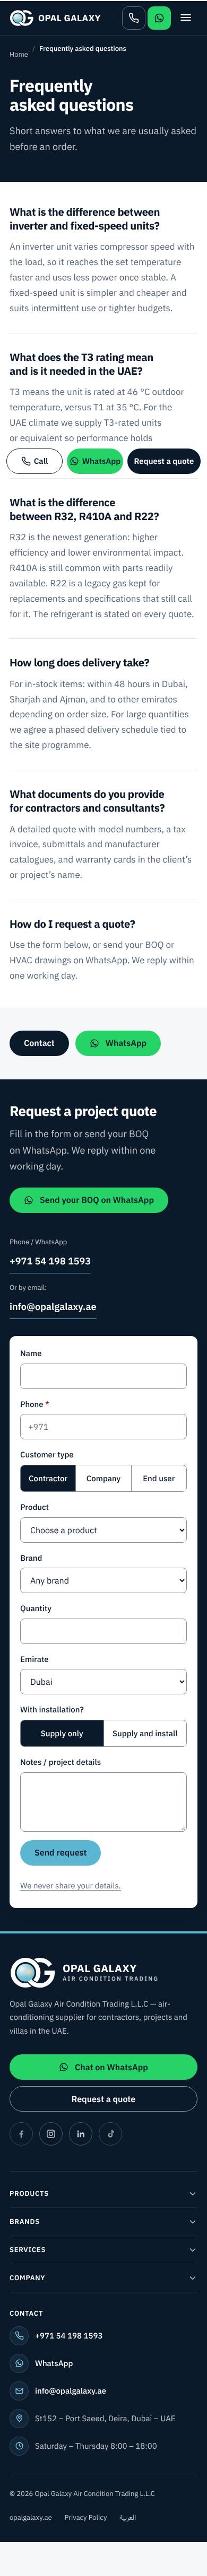 OPAL GALAXY
Home / Frequently asked questions
Frequently
asked questions
Short answers to what we are usually asked
before an order.
What is the difference between
inverter and fixed-speed units?
An inverter unit varies compressor speed with
the load, so it reaches the set temperature
faster and uses less power once stable. A
fixed-speed unit is simpler and cheaper and
suits intermittent use or tighter budgets.
What does the T3 rating mean
and is it needed in the UAE?
T3 means the unit is rated at 46 °C outdoor
temperature, versus T1 at 35 °C. For the
UAE climate we supply T3-rated units
or equivalent so performance holds
Call
WhatsApp
Request a quote
What is the difference
between R32, R410A and R22?
R32 is the newest generation: higher
efficiency and lower environmental impact.
R410A is still common with parts readily
available. R22 is a legacy gas kept for
replacements and specifications that still call
for it. The refrigerant is stated on every quote.
How long does delivery take?
For in-stock items: within 48 hours in Dubai,
Sharjah and Ajman, and to other emirates
depending on order size. For large quantities
we agree a phased delivery schedule tied to
the site programme.
What documents do you provide
for contractors and consultants?
A detailed quote with model numbers, a tax
invoice, submittals and manufacturer
catalogues, and warranty cards in the client's
or project's name.
How do I request a quote?
Use the form below, or send your BOQ or
HVAC drawings on WhatsApp. We reply within
one working day.
Contact
WhatsApp
Request a project quote
Fill in the form or send your BOQ
on WhatsApp. We reply within one
working day.
Send your BOQ on WhatsApp
Phone / WhatsApp
+971 54 198 1593
Or by email:
info@opalgalaxy.ae
Name
Phone *
+971
Customer type
Contractor
Company
End user
Product
Choose a product
Brand
Any brand
Quantity
Emirate
Dubai
With installation?
Supply only
Supply and install
Notes / project details
Send request
We never share your details.
OPAL GALAXY
AIR CONDITION TRADING
Opal Galaxy Air Condition Trading L.L.C — air-
conditioning supplier for contractors, projects and
villas in the UAE.
Chat on WhatsApp
Request a quote
PRODUCTS
BRANDS
SERVICES
COMPANY
CONTACT
+971 54 198 1593
WhatsApp
info@opalgalaxy.ae
St152 – Port Saeed, Deira, Dubai – UAE
Saturday – Thursday 8:00 – 18:00
© 2026 Opal Galaxy Air Condition Trading L.L.C
opalgalaxy.ae
Privacy Policy
العربية